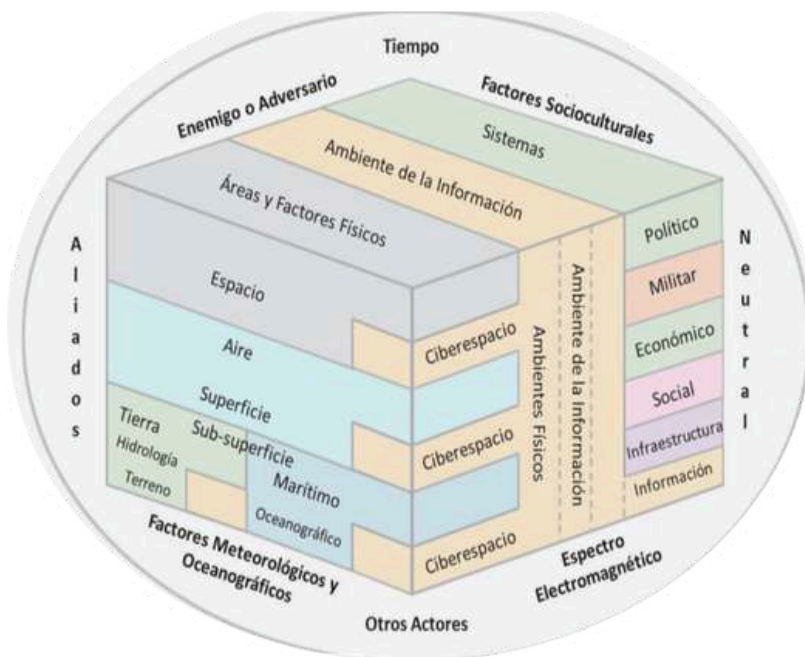 Tiempo
Enemigo o Adversario
Factores Socioculturales
Sistemas
Ambiente de la Información
Áreas y Factores Físicos
Aliados
Neutral
Espacio
Aire
Superficie
Sub-superficie
Tierra
Hidrología
Terreno
Marítimo
Oceanográfico
Ciberespacio
Ciberespacio
Ciberespacio
Ambientes Físicos
Ambiente de la Información
Político
Militar
Económico
Social
Infraestructura
Información
Factores Meteorológicos y
Oceanográficos
Espectro
Electromagnético
Otros Actores